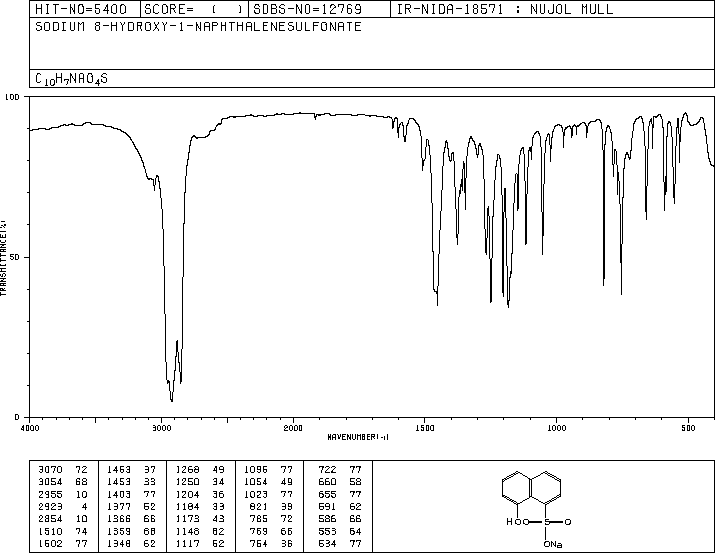 HIT-NO=5400 SCORE= ( ) SDBS-NO=12769 IR-NIDA-18571 : NUJOL MULL
SODIUM 8-HYDROXY-1-NAPHTHALENESULFONATE
C10H7NAO4S
100
50
0
TRANSMITTANCE(%)
4000 3000 2000 1500 1000 500
WAVENUMBER(-1)
3070 72 1463 37 1268 49 1096 77 722 77
3054 68 1453 33 1250 34 1054 49 660 58
2955 10 1403 77 1204 36 1023 77 655 77
2923 4 1377 52 1184 33 821 39 591 62
2854 10 1366 66 1173 43 785 72 586 66
1510 74 1359 68 1148 62 769 66 553 64
1502 77 1348 62 1117 52 754 36 534 77
HO O=S=O
ONa